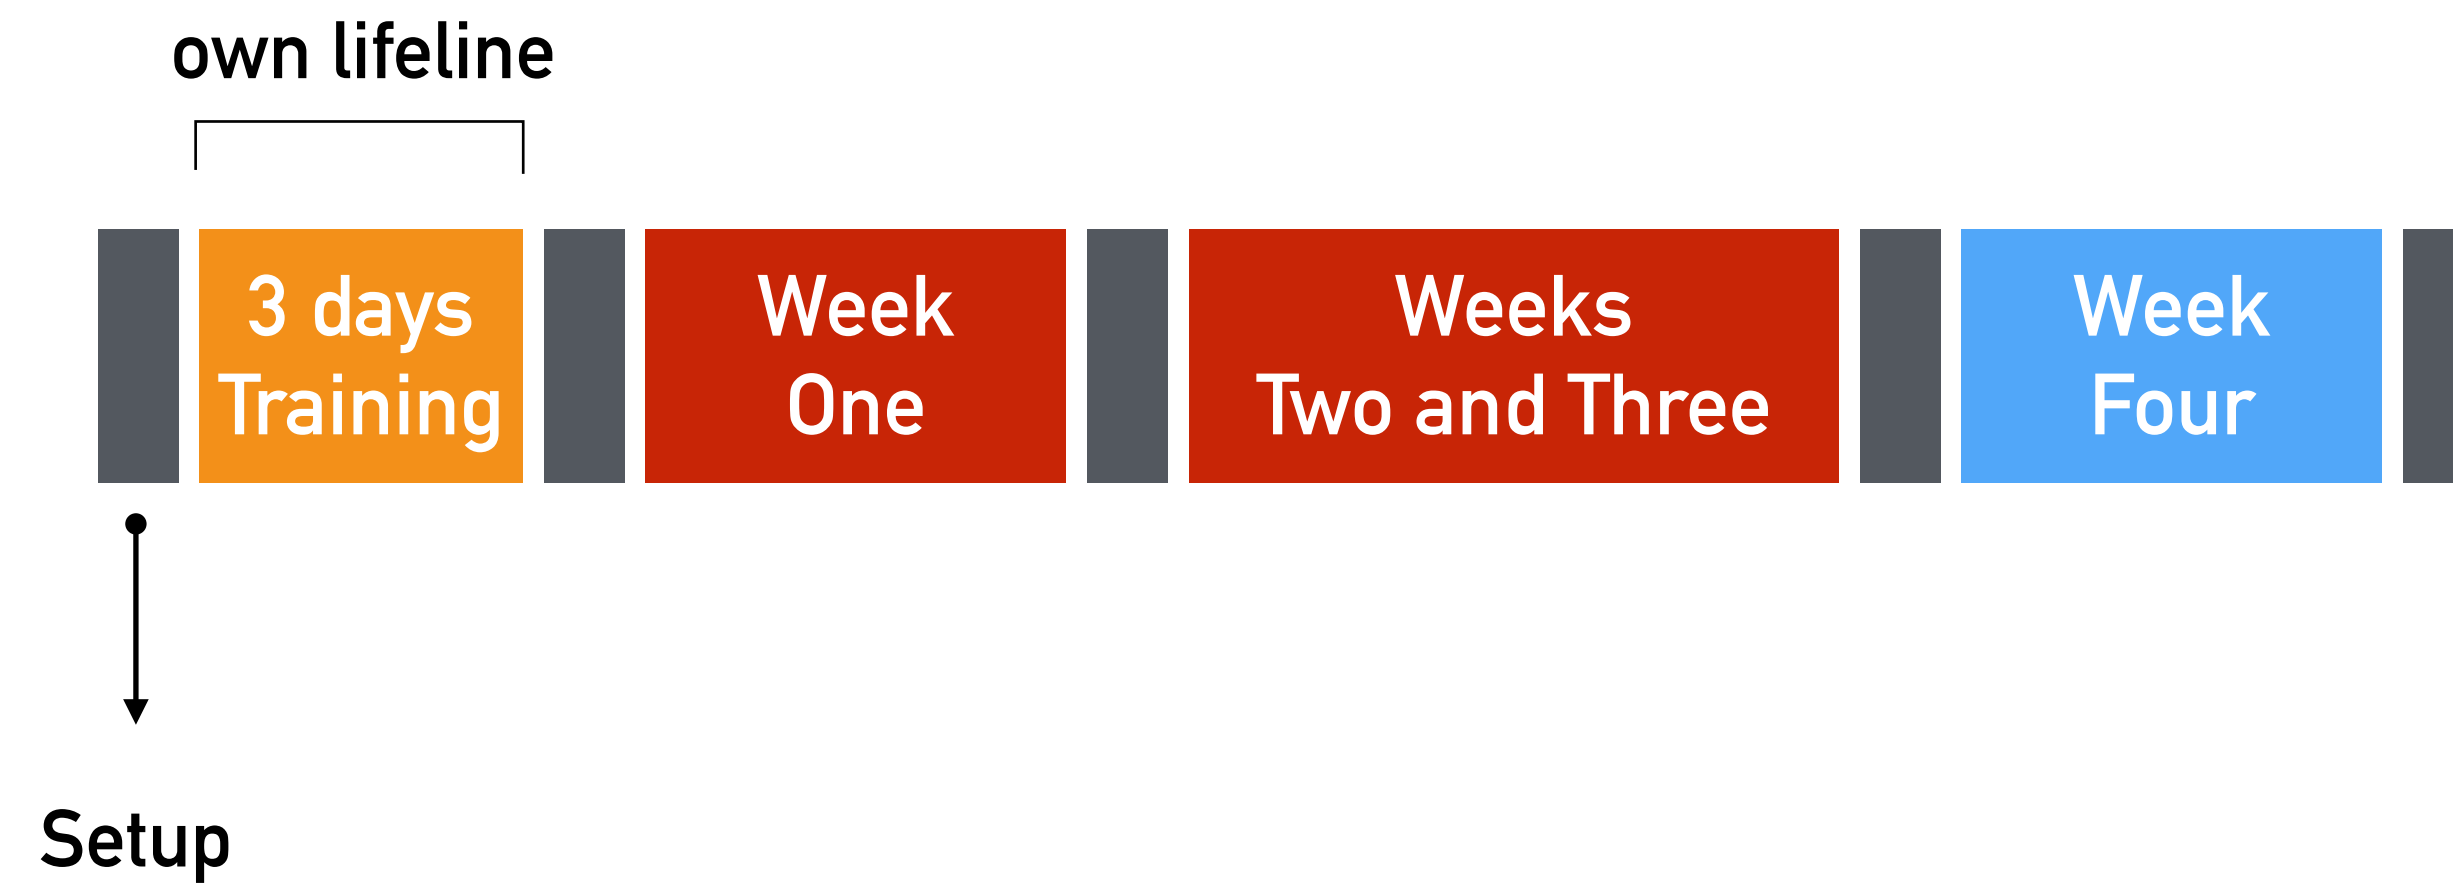 own lifeline
3 days
Training
Week
One
Weeks
Two and Three
Week
Four
Setup